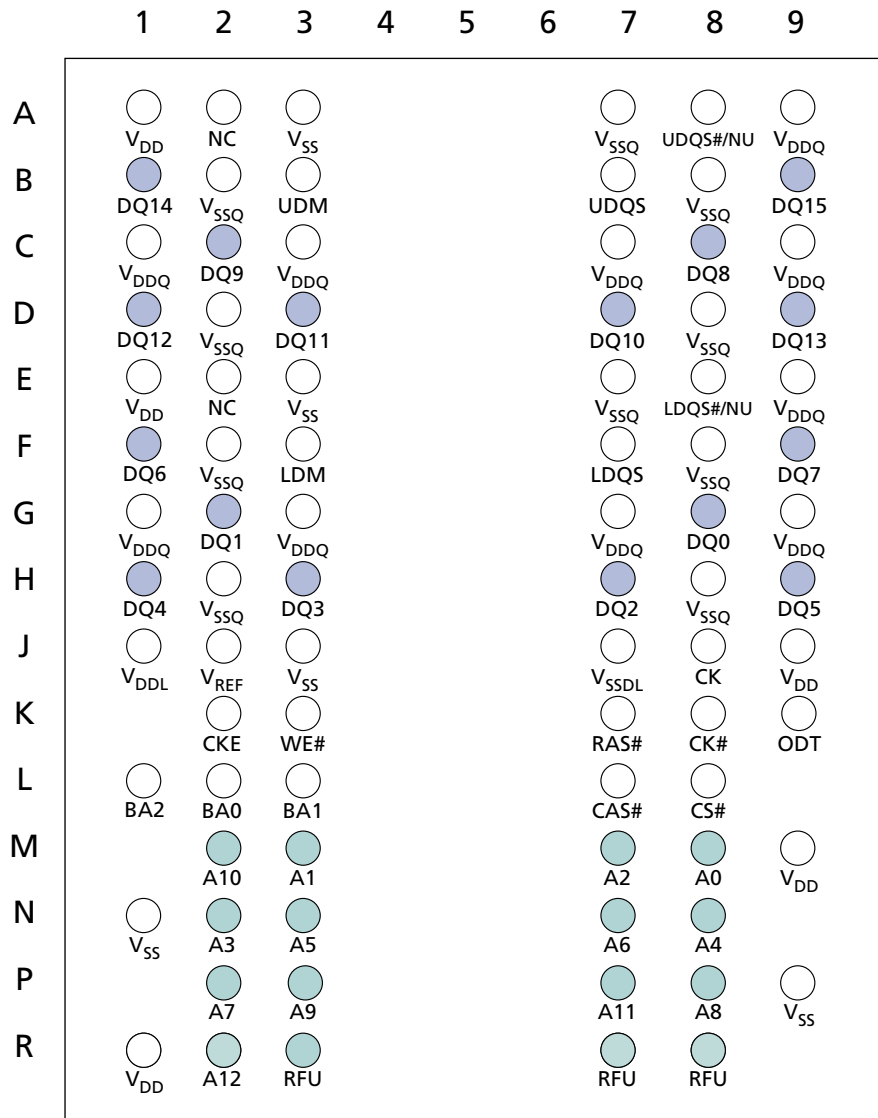 1 2 3 4 5 6 7 8 9
A
VDD NC VSS VSSQ UDQS#/NU VDDQ
B
DQ14 VSSQ UDM UDQS VSSQ DQ15
C
VDDQ DQ9 VDDQ VDDQ DQ8 VDDQ
D
DQ12 VSSQ DQ11 DQ10 VSSQ DQ13
E
VDD NC VSS VSSQ LDQS#/NU VDDQ
F
DQ6 VSSQ LDM LDQS VSSQ DQ7
G
VDDQ DQ1 VDDQ VDDQ DQ0 VDDQ
H
DQ4 VSSQ DQ3 DQ2 VSSQ DQ5
J
VDDL VREF VSS VSSDL CK VDD
K
CKE WE# RAS# CK# ODT
L
BA2 BA0 BA1 CAS# CS#
M
A10 A1 A2 A0 VDD
N
VSS A3 A5 A6 A4
P
A7 A9 A11 A8 VSS
R
VDD A12 RFU RFU RFU